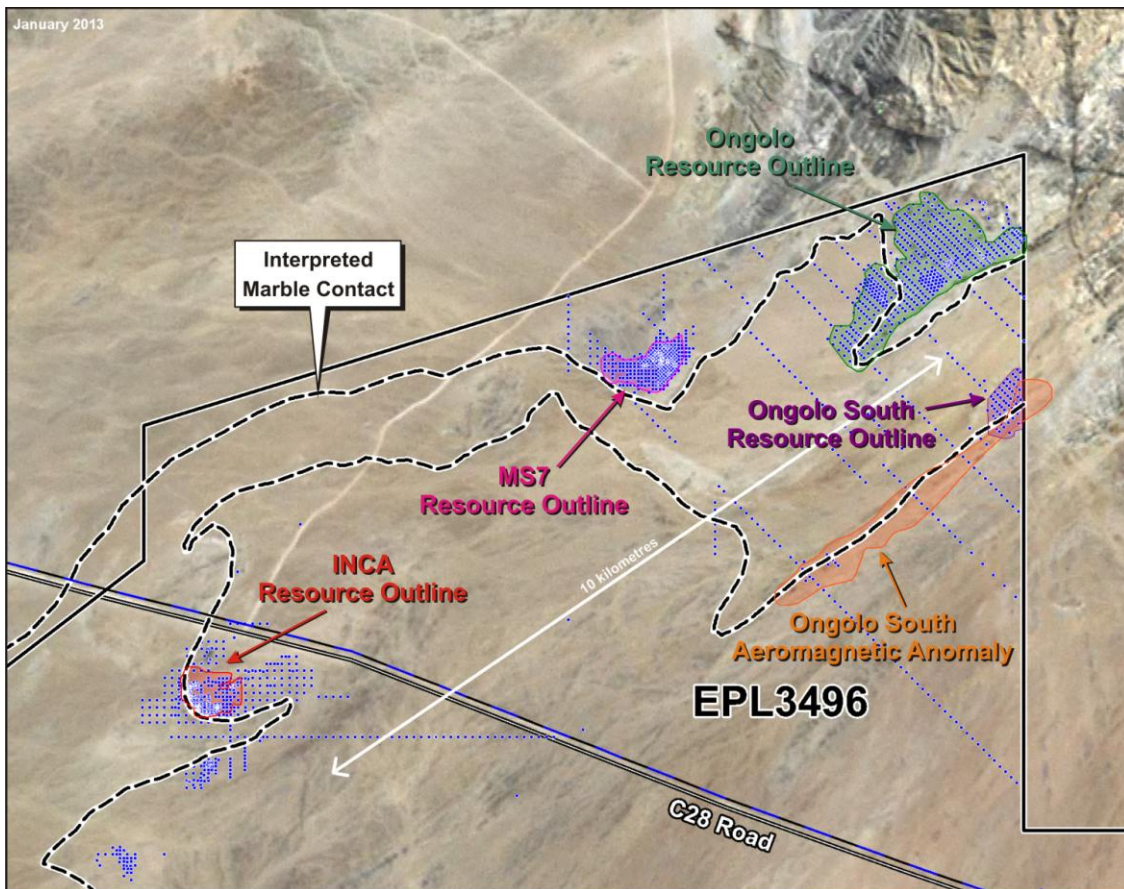 January 2013
Ongolo
Resource Outline
Interpreted
Marble Contact
Ongolo South
Resource Outline
MS7
Resource Outline
INCA
Resource Outline
10 kilometres
Ongolo South
Aeromagnetic Anomaly
EPL3496
C28 Road